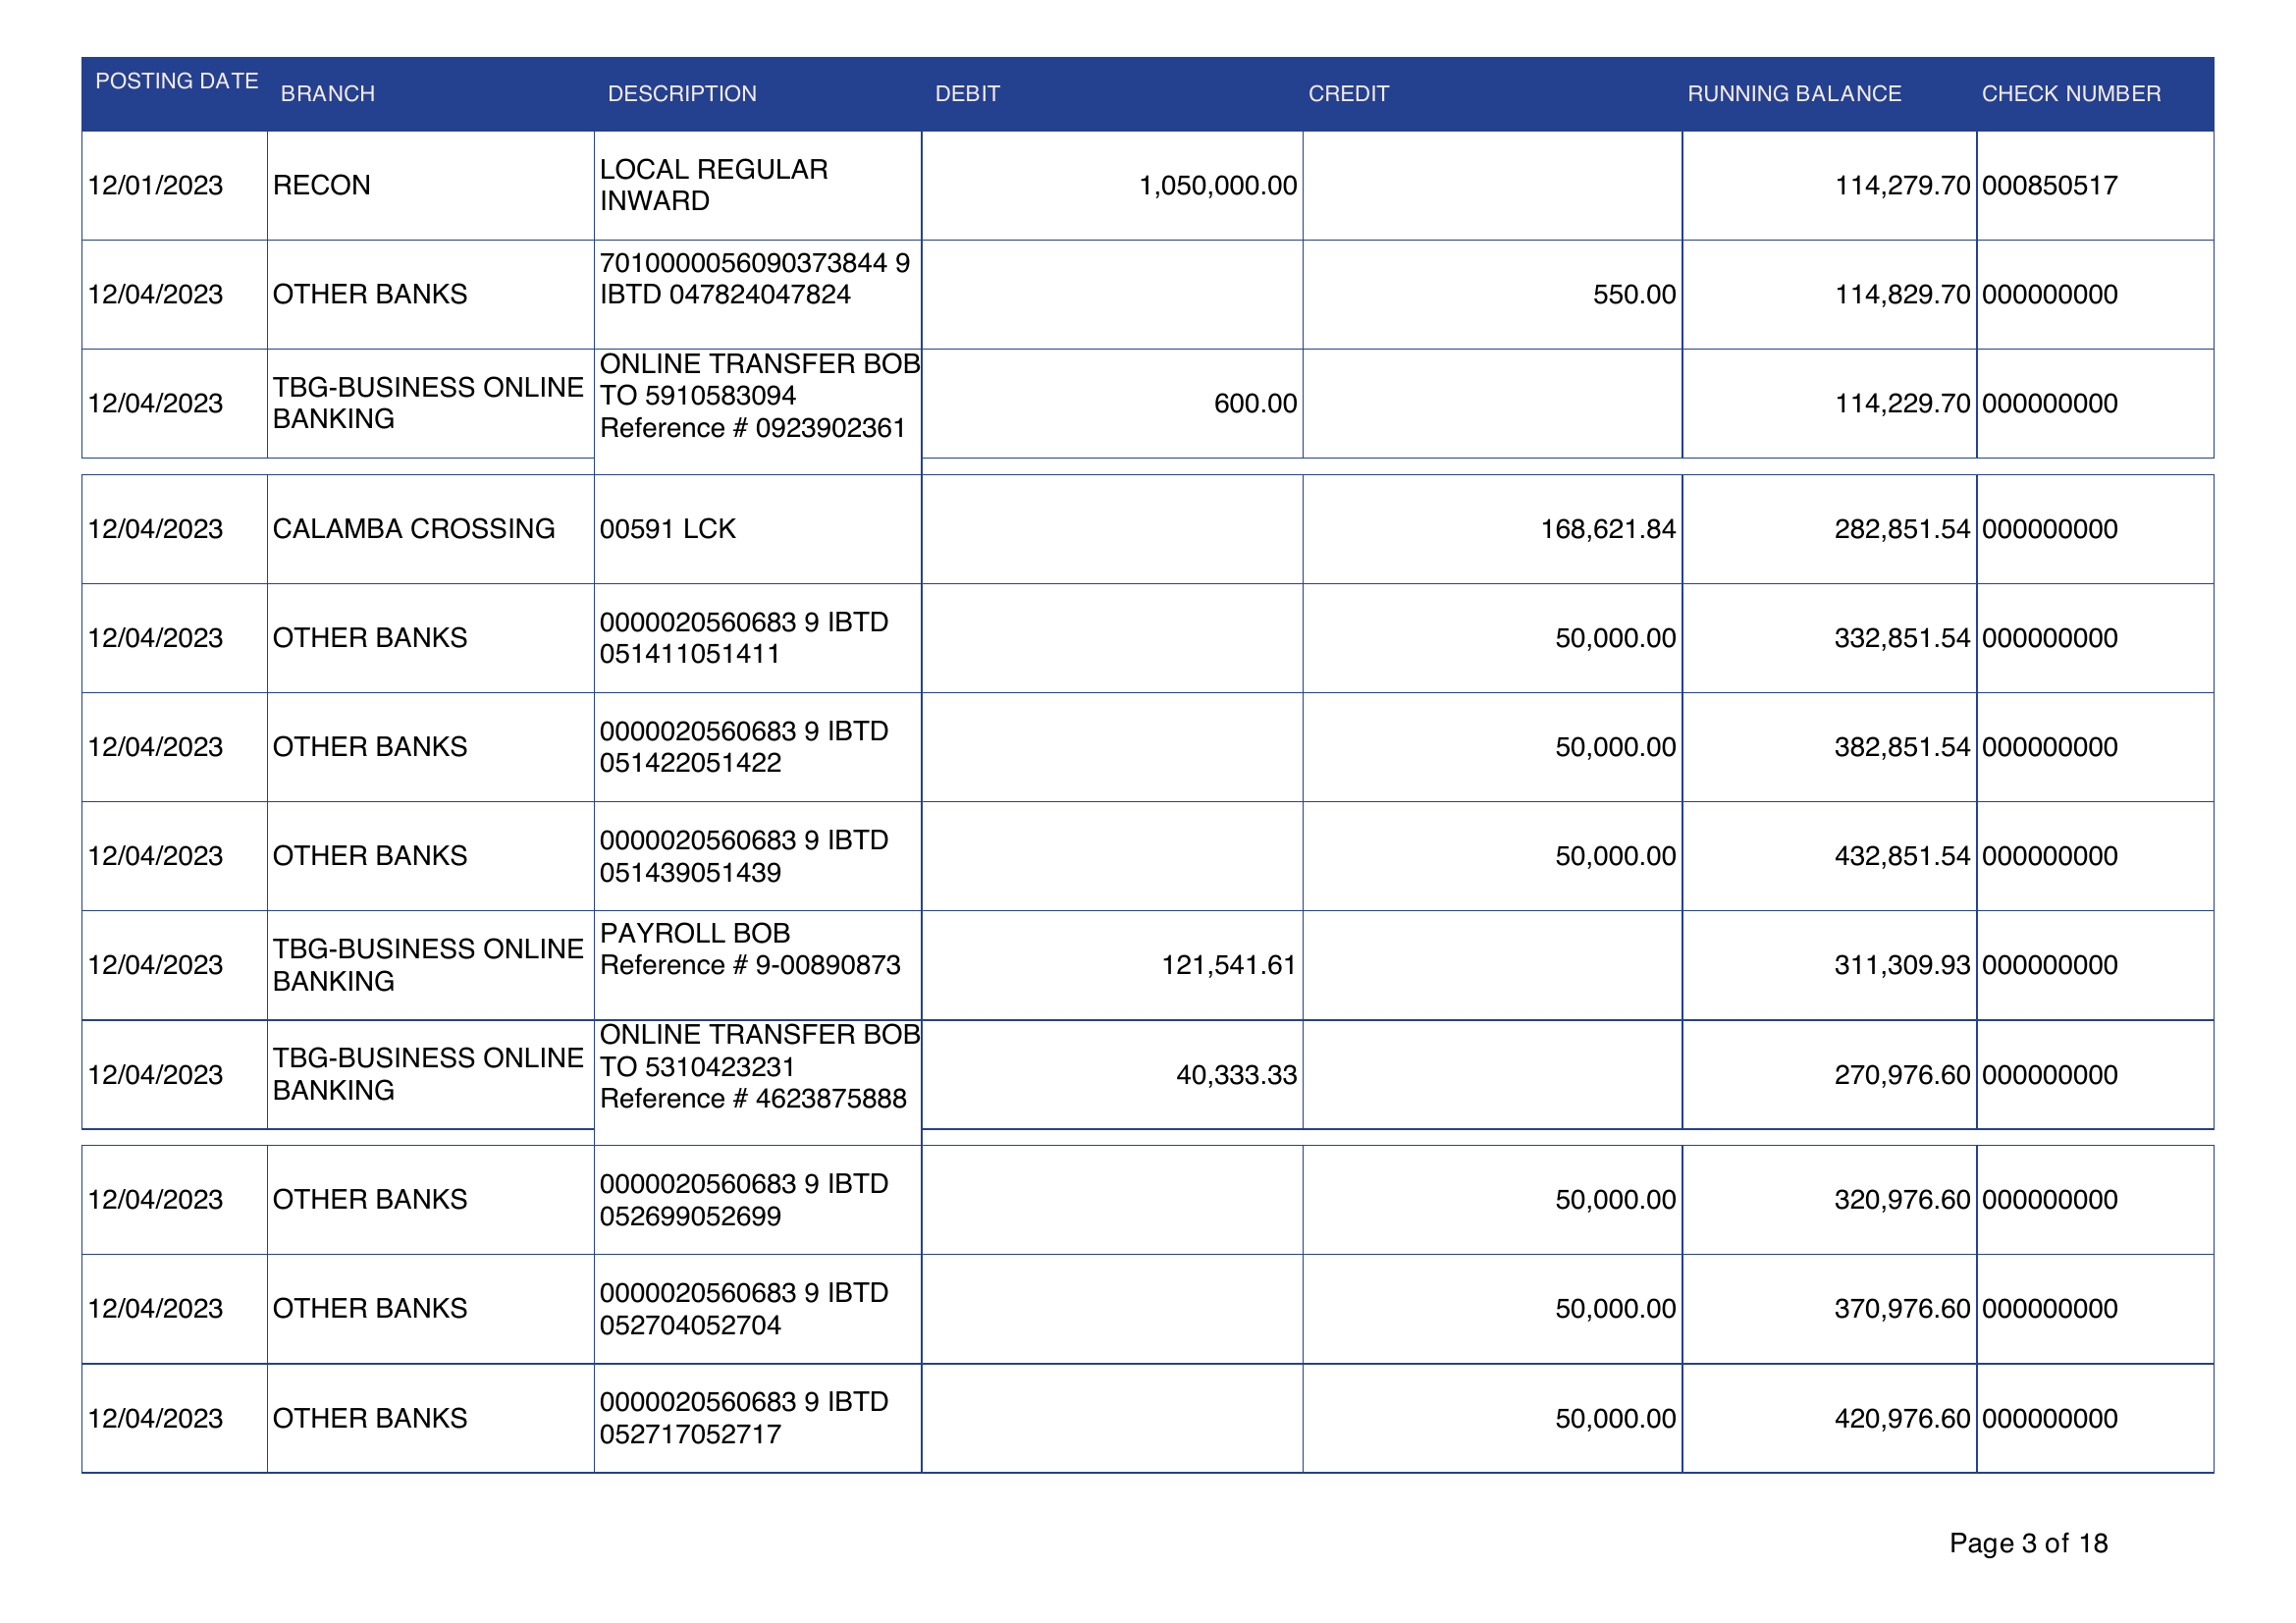 POSTING DATE BRANCH DESCRIPTION DEBIT CREDIT RUNNING BALANCE CHECK NUMBER
12/01/2023 RECON LOCAL REGULAR
INWARD 1,050,000.00 114,279.70 000850517
12/04/2023 OTHER BANKS 7010000056090373844 9
IBTD 047824047824 550.00 114,829.70 000000000
12/04/2023 TBG-BUSINESS ONLINE
BANKING ONLINE TRANSFER BOB
TO 5910583094
Reference # 0923902361 600.00 114,229.70 000000000
12/04/2023 CALAMBA CROSSING 00591 LCK 168,621.84 282,851.54 000000000
12/04/2023 OTHER BANKS 0000020560683 9 IBTD
051411051411 50,000.00 332,851.54 000000000
12/04/2023 OTHER BANKS 0000020560683 9 IBTD
051422051422 50,000.00 382,851.54 000000000
12/04/2023 OTHER BANKS 0000020560683 9 IBTD
051439051439 50,000.00 432,851.54 000000000
12/04/2023 TBG-BUSINESS ONLINE
BANKING PAYROLL BOB
Reference # 9-00890873 121,541.61 311,309.93 000000000
12/04/2023 TBG-BUSINESS ONLINE
BANKING ONLINE TRANSFER BOB
TO 5310423231
Reference # 4623875888 40,333.33 270,976.60 000000000
12/04/2023 OTHER BANKS 0000020560683 9 IBTD
052699052699 50,000.00 320,976.60 000000000
12/04/2023 OTHER BANKS 0000020560683 9 IBTD
052704052704 50,000.00 370,976.60 000000000
12/04/2023 OTHER BANKS 0000020560683 9 IBTD
052717052717 50,000.00 420,976.60 000000000
Page 3 of 18